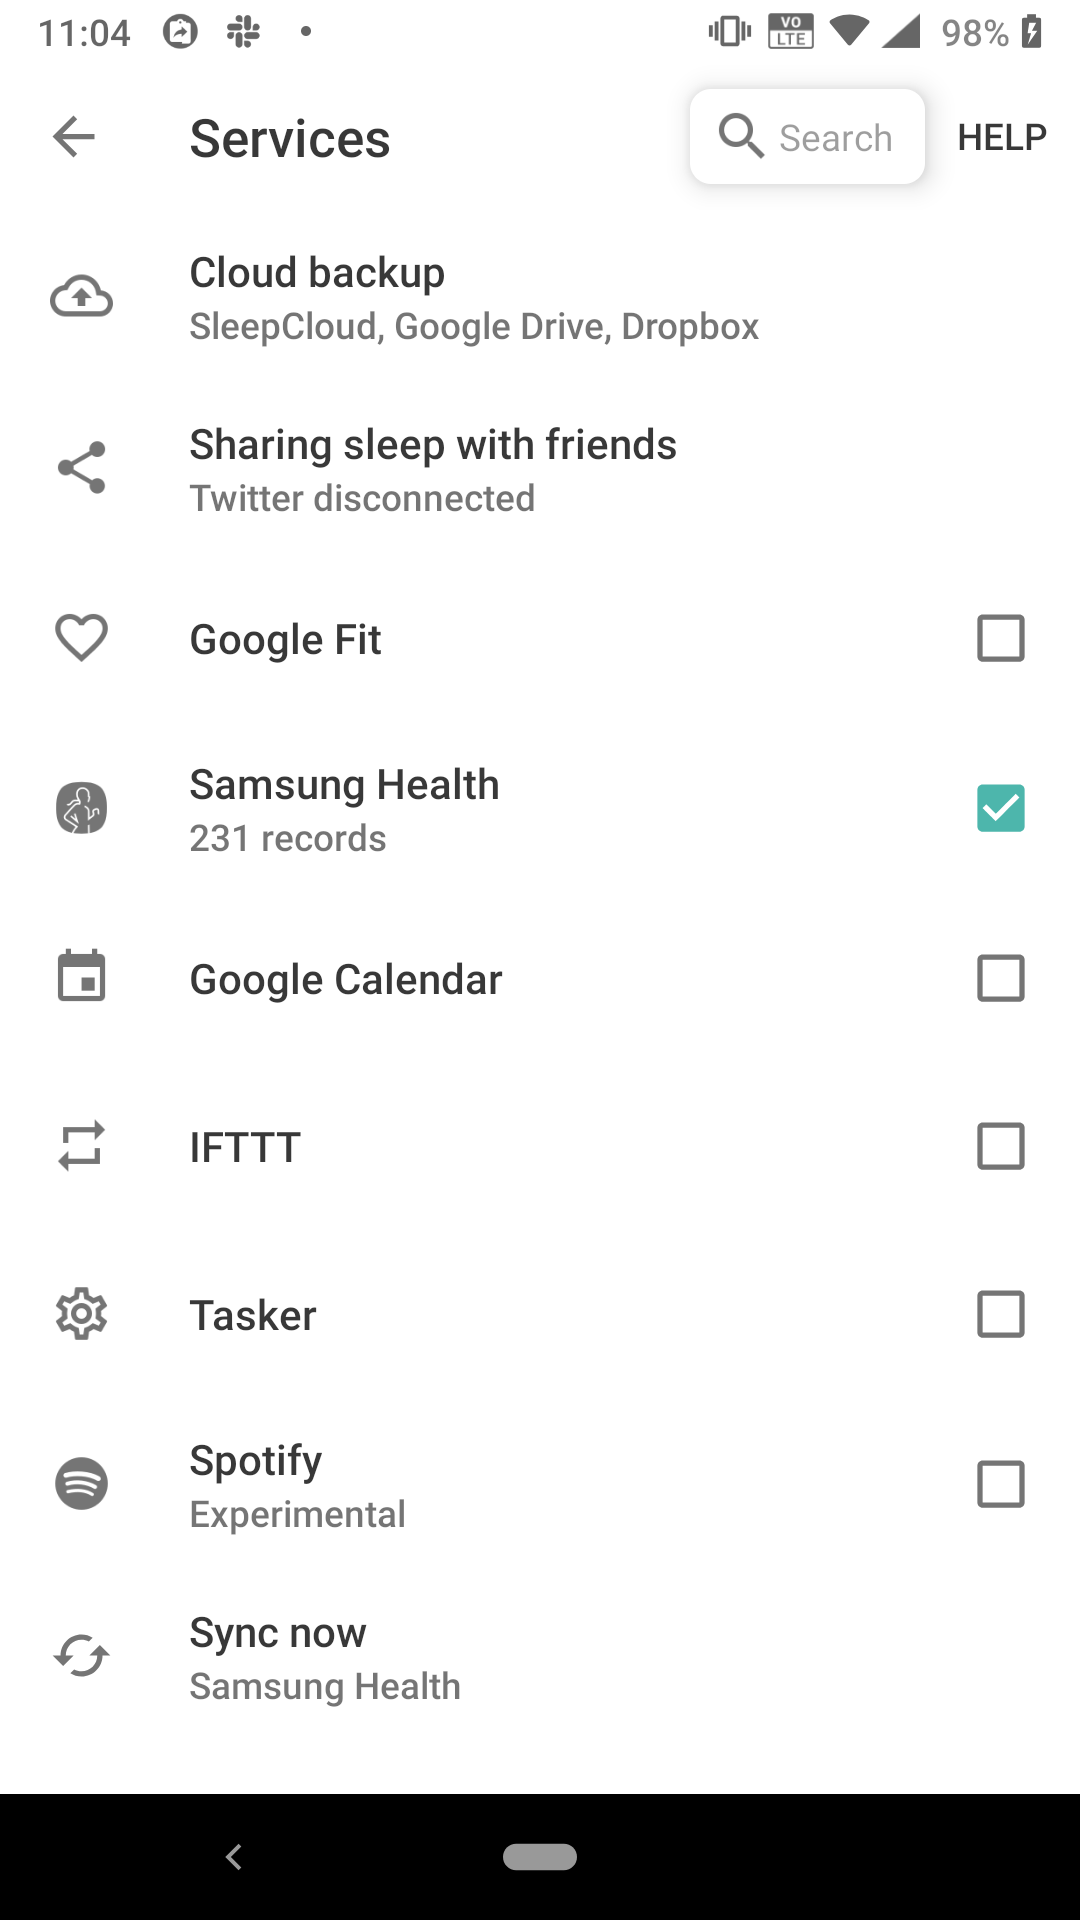 11:04
VO LTE
98%
Services
Search
HELP
Cloud backup
SleepCloud, Google Drive, Dropbox
Sharing sleep with friends
Twitter disconnected
Google Fit
Samsung Health
231 records
Google Calendar
IFTTT
Tasker
Spotify
Experimental
Sync now
Samsung Health